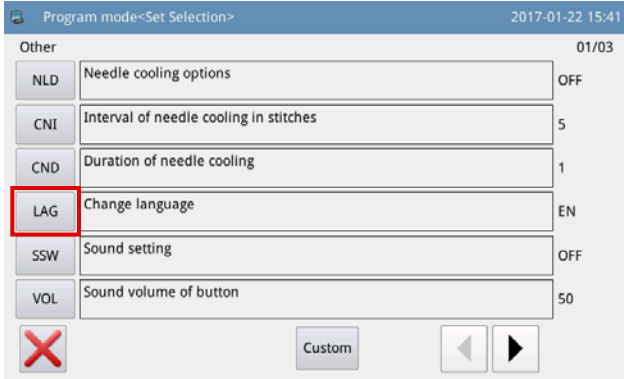 Program mode<Set Selection> 2017-01-22 15:41
Other 01/03
NLD Needle cooling options OFF
CNI Interval of needle cooling in stitches 5
CND Duration of needle cooling 1
LAG Change language EN
SSW Sound setting OFF
VOL Sound volume of button 50
Custom